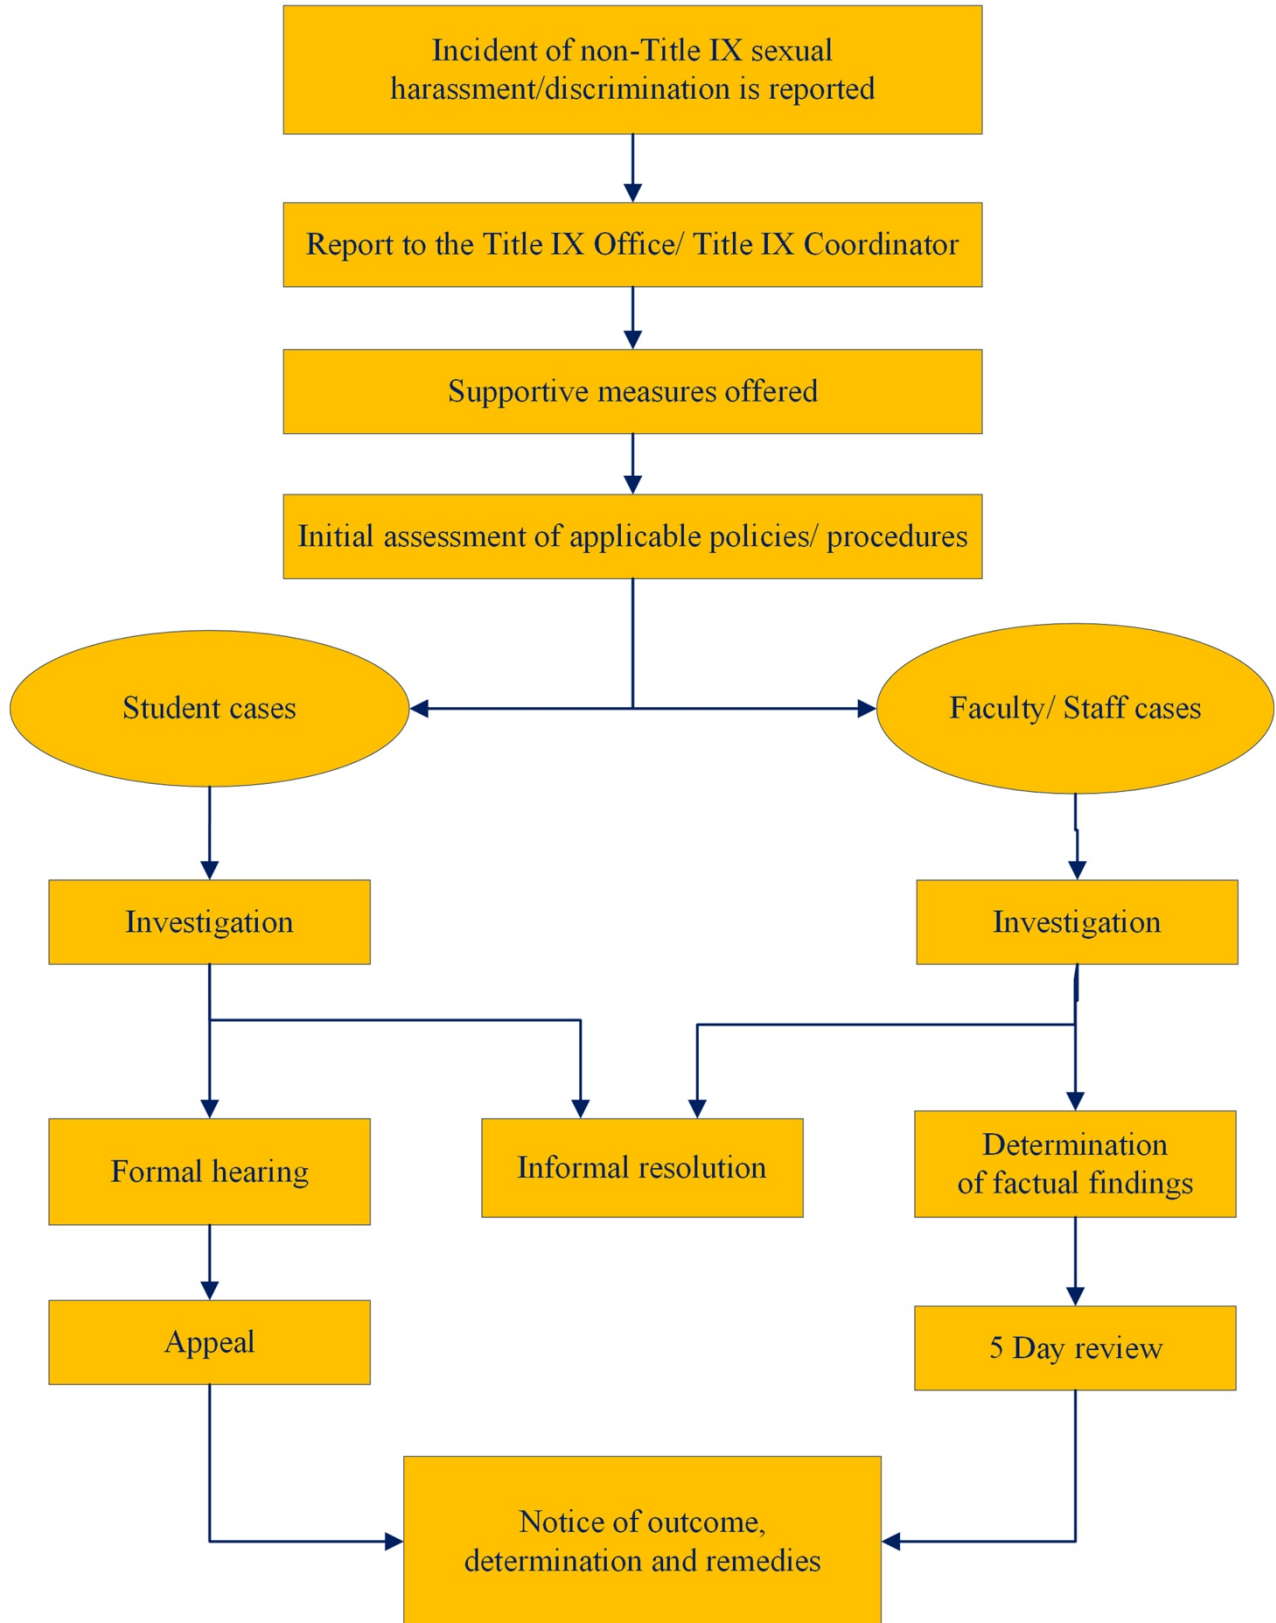 Incident of non-Title IX sexual
harassment/discrimination is reported
Report to the Title IX Office/ Title IX Coordinator
Supportive measures offered
Initial assessment of applicable policies/ procedures
Student cases
Faculty/ Staff cases
Investigation
Investigation
Formal hearing
Informal resolution
Determination
of factual findings
Appeal
5 Day review
Notice of outcome,
determination and remedies